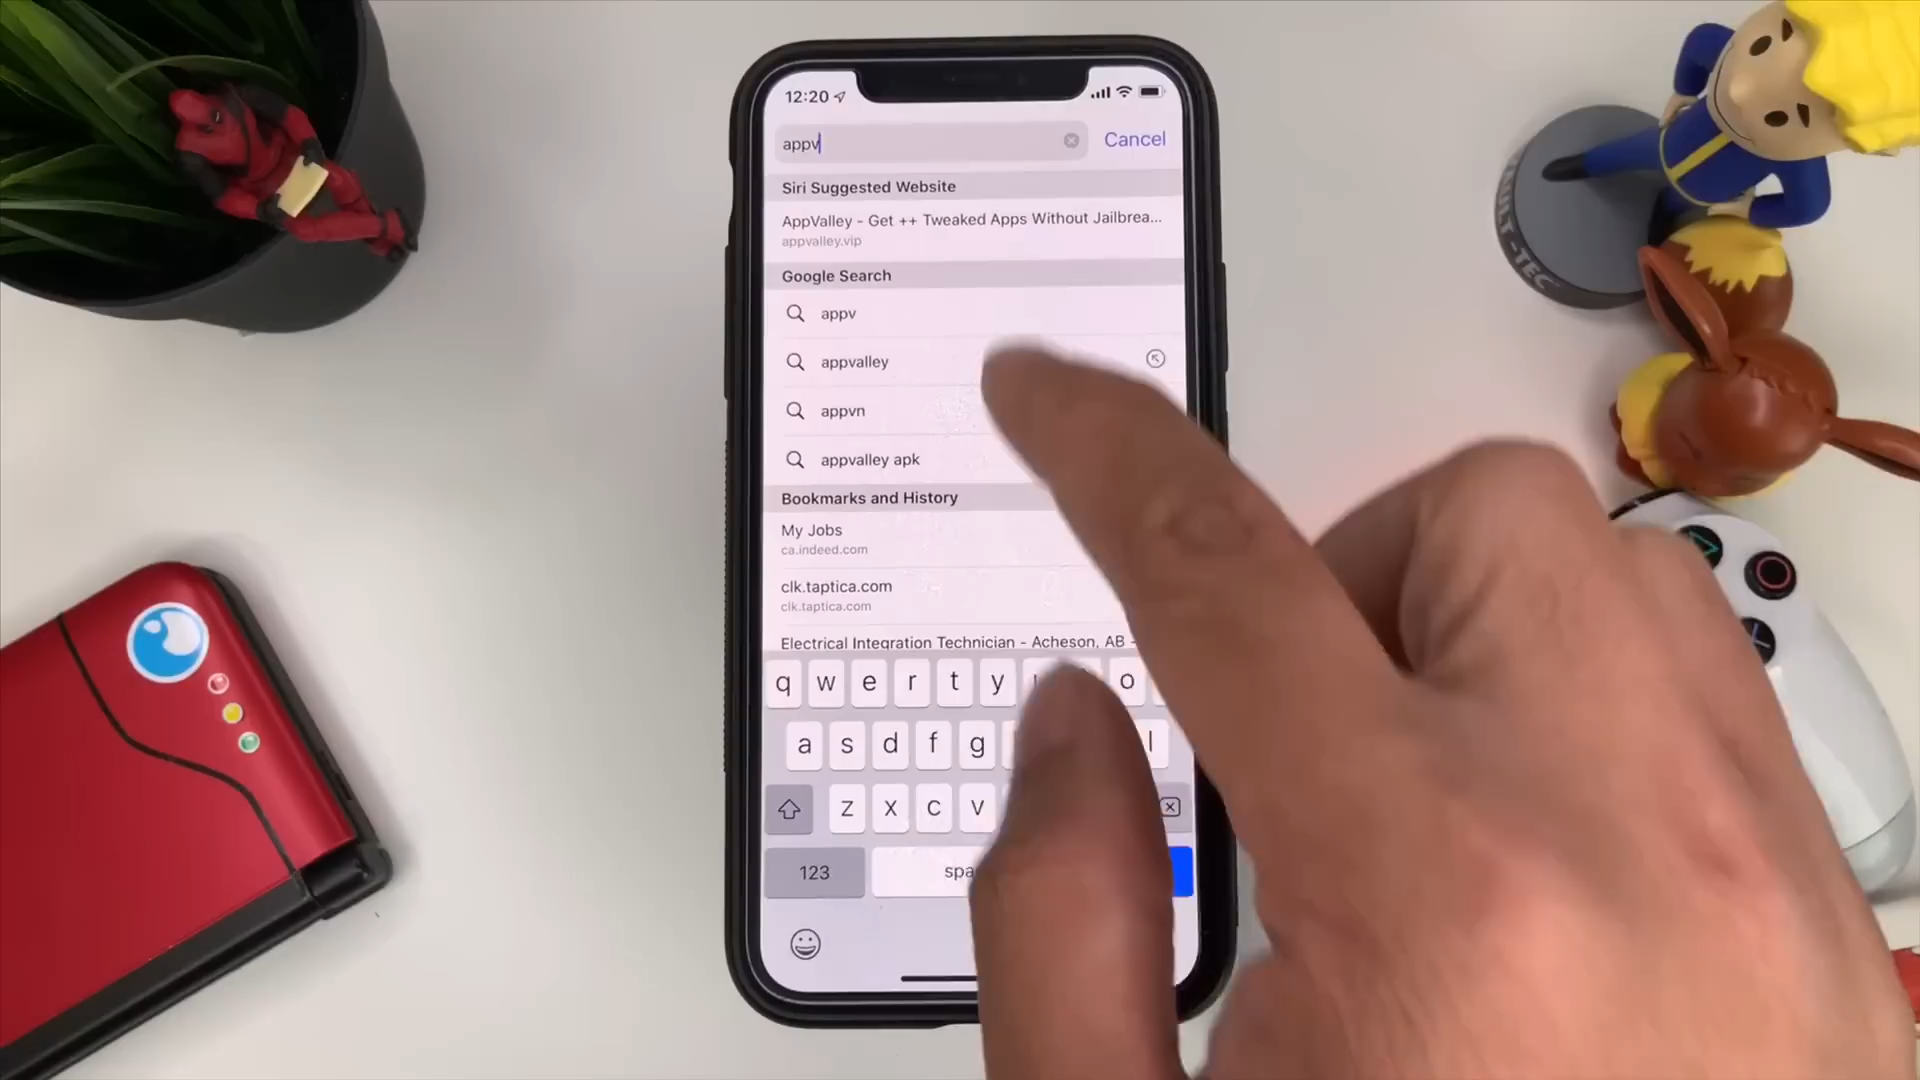 12:20
appv
Cancel
Siri Suggested Website
AppValley - Get ++ Tweaked Apps Without Jailbrea...
appvalley.vip
Google Search
appv
appvalley
appvn
appvalley apk
Bookmarks and History
My Jobs
ca.indeed.com
clk.taptica.com
clk.taptica.com
Electrical Integration Technician - Acheson, AB -
q w e r t y o
a s d f g l
z x c v
123